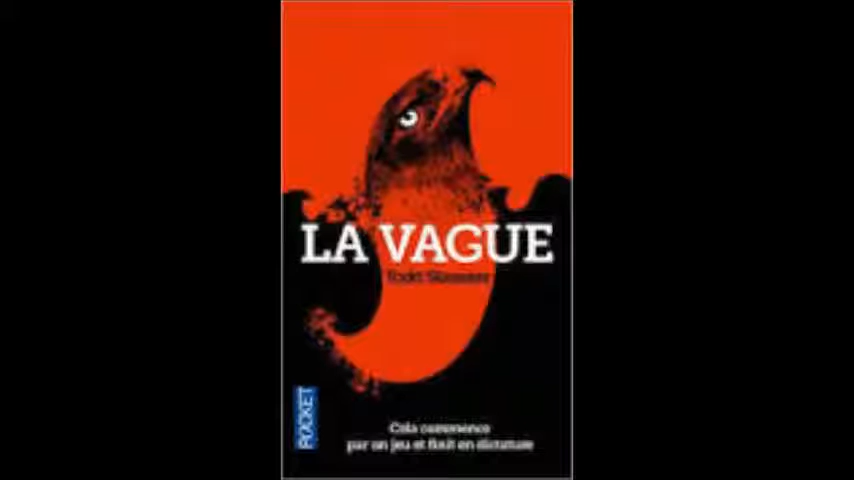 LA VAGUE
Todd Strasser
POCKET
Cela commence
par un jeu et finit en dictature